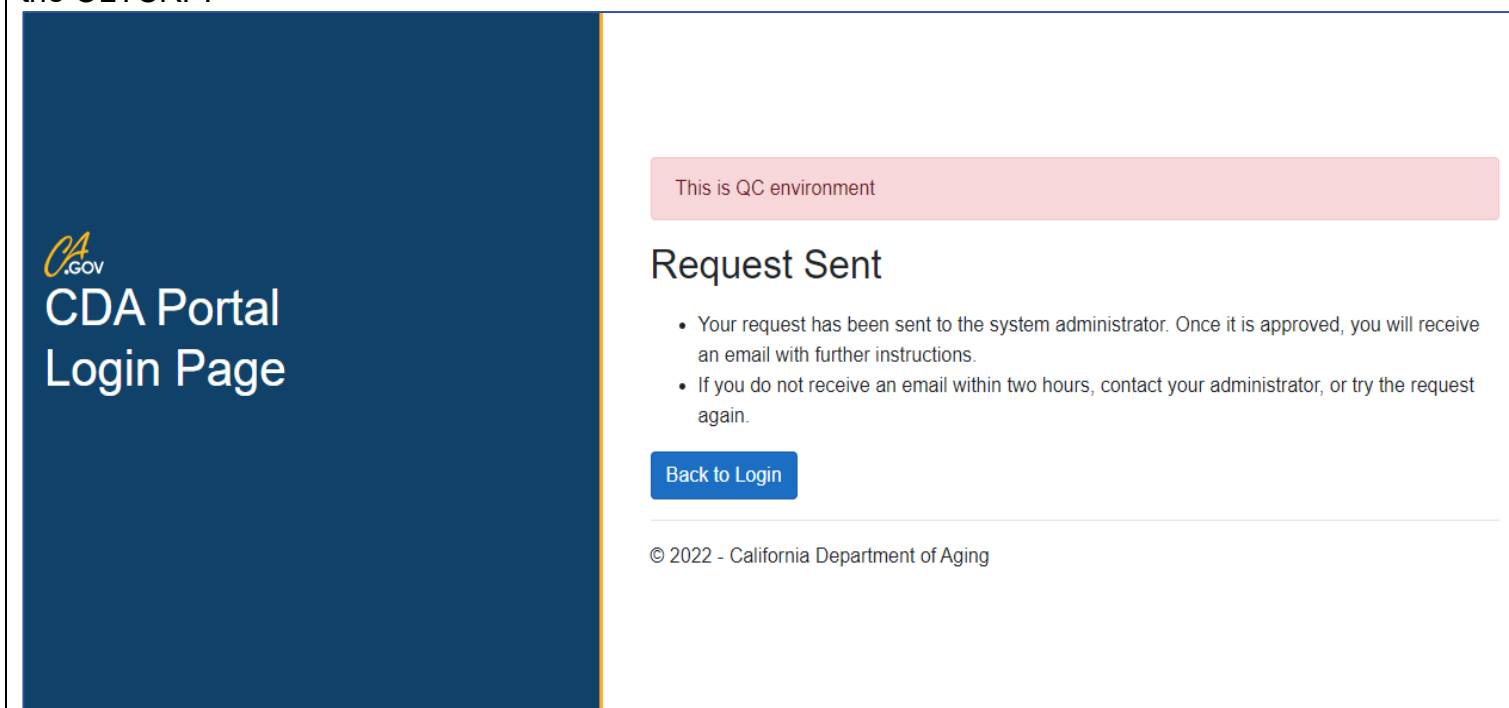 CA
.GOV
CDA Portal
Login Page
This is QC environment
Request Sent
• Your request has been sent to the system administrator. Once it is approved, you will receive
an email with further instructions.
• If you do not receive an email within two hours, contact your administrator, or try the request
again.
Back to Login
© 2022 - California Department of Aging